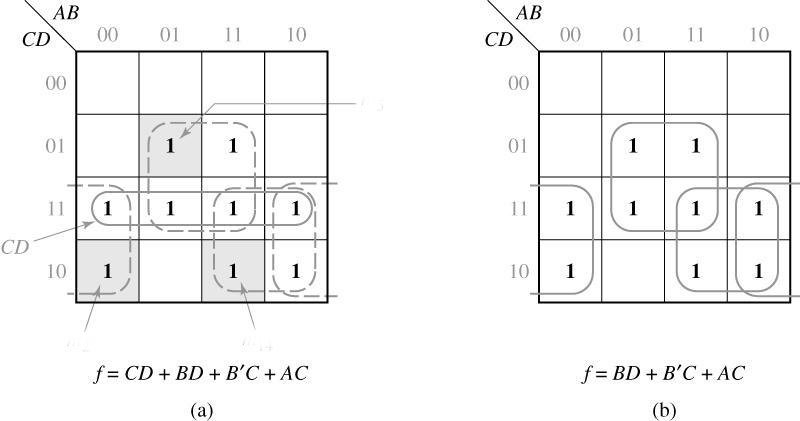 AB
CD
00 01 11 10
00
01 1 1
11 1 1 1 1
CD
10 1 1 1
f = CD + BD + B′C + AC
(a)
AB
CD
00 01 11 10
00
01 1 1
11 1 1 1 1
10 1 1 1
f = BD + B′C + AC
(b)